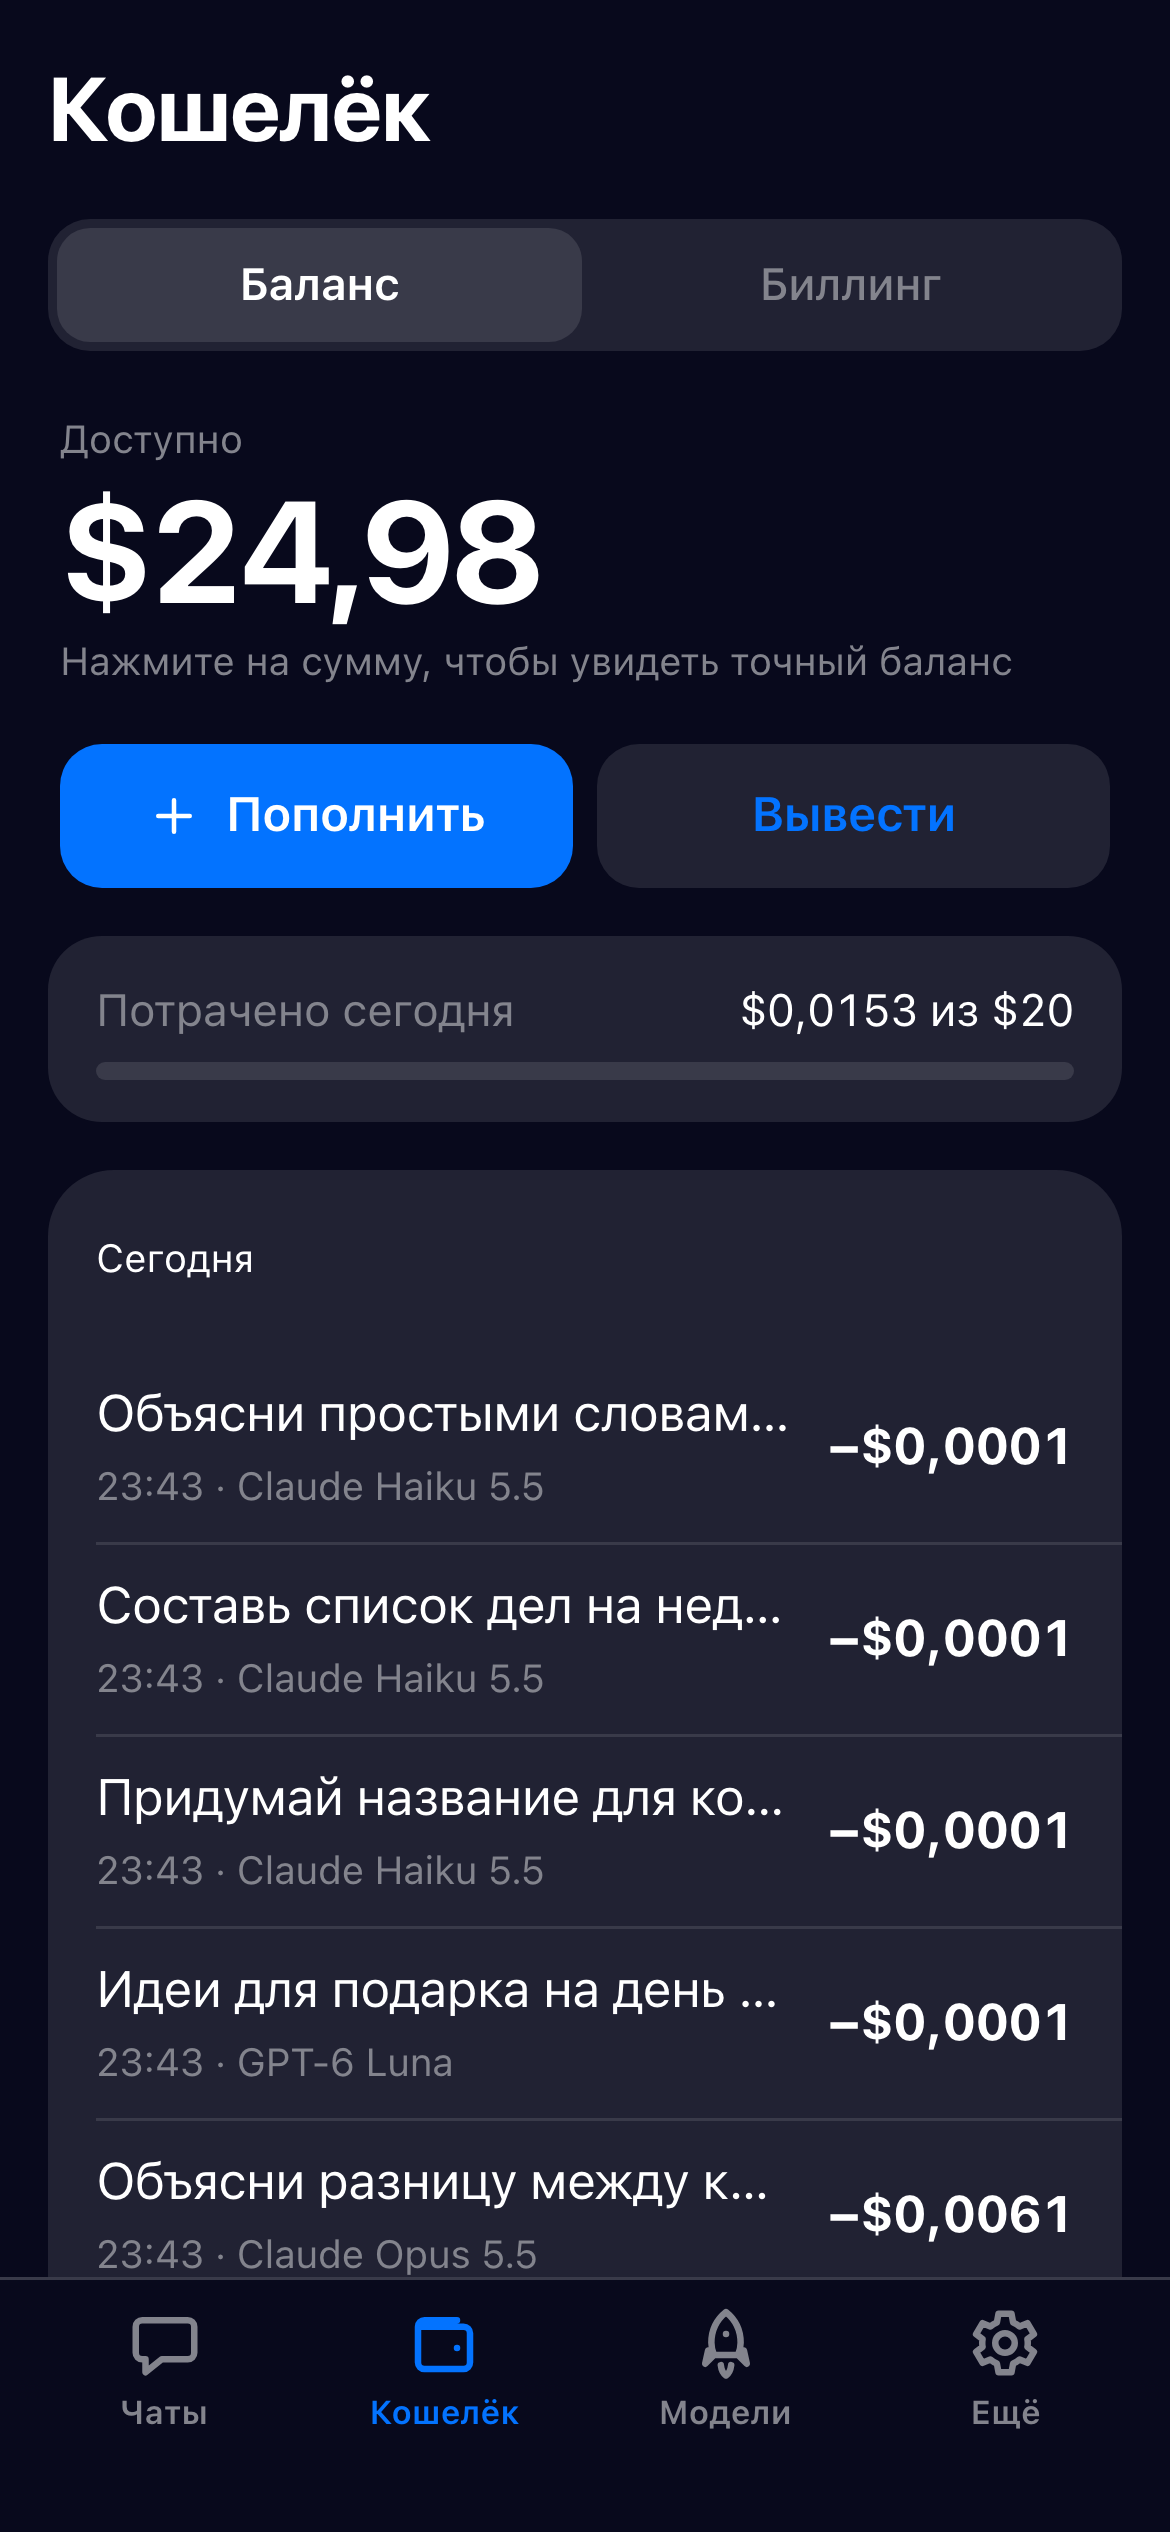 Кошелёк
Баланс
Биллинг
Доступно
$24,98
Нажмите на сумму, чтобы увидеть точный баланс
+ Пополнить
Вывести
Потрачено сегодня
$0,0153 из $20
Сегодня
Объясни простыми словам...
−$0,0001
23:43 · Claude Haiku 5.5
Составь список дел на нед...
−$0,0001
23:43 · Claude Haiku 5.5
Придумай название для ко...
−$0,0001
23:43 · Claude Haiku 5.5
Идеи для подарка на день ...
−$0,0001
23:43 · GPT-6 Luna
Объясни разницу между к...
−$0,0061
23:43 · Claude Opus 5.5
Чаты
Кошелёк
Модели
Ещё